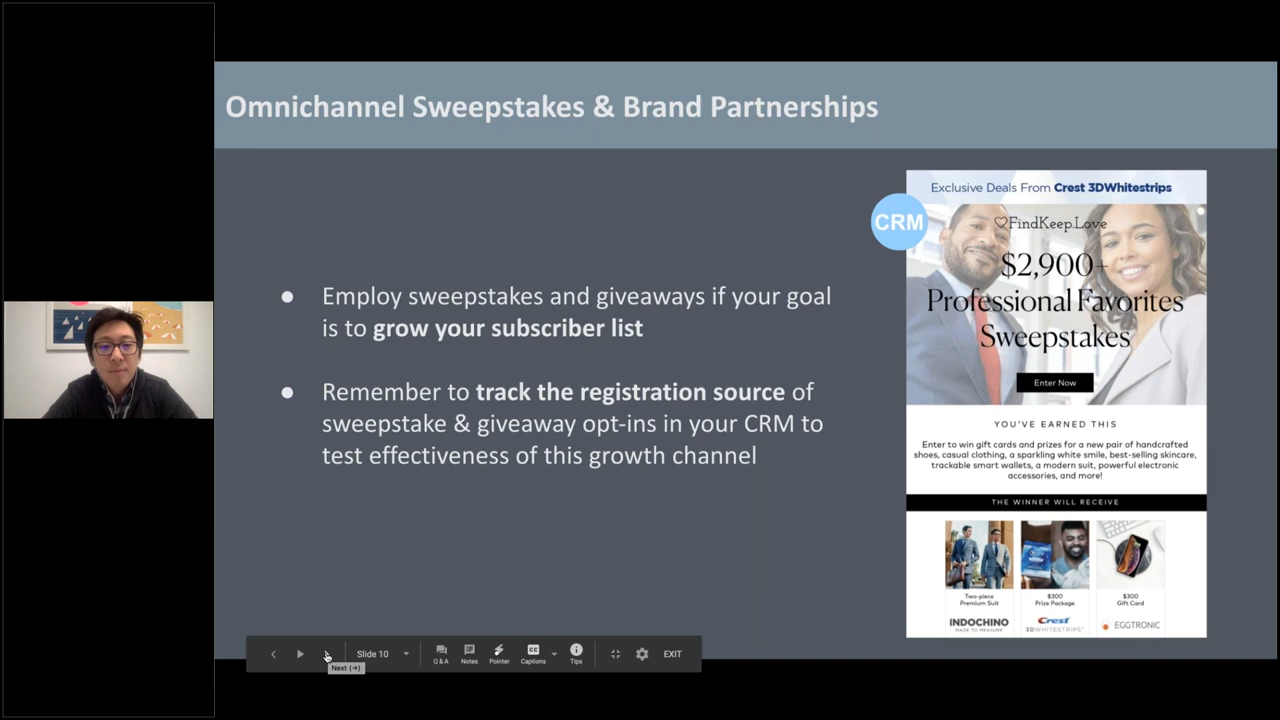 Omnichannel Sweepstakes & Brand Partnerships
● Employ sweepstakes and giveaways if your goal
is to grow your subscriber list
● Remember to track the registration source of
sweepstake & giveaway opt-ins in your CRM to
test effectiveness of this growth channel
Exclusive Deals From Crest 3DWhitestrips
CRM
♡FindKeep.Love
$2,900+
Professional Favorites
Sweepstakes
Enter Now
YOU'VE EARNED THIS
Enter to win gift cards and prizes for a new pair of handcrafted
shoes, casual clothing, a sparkling white smile, best-selling skincare,
trackable smart wallets, a modern suit, powerful electronic
accessories, and more!
THE WINNER WILL RECEIVE
Two-piece
Premium Suit
INDOCHINO
MADE TO MEASURE
$300
Prize Package
Crest
3DWHITESTRIPS
$300
Gift Card
EGGTRONIC
Slide 10
Q & A
Notes
Pointer
Captions
Tips
EXIT
Next (→)